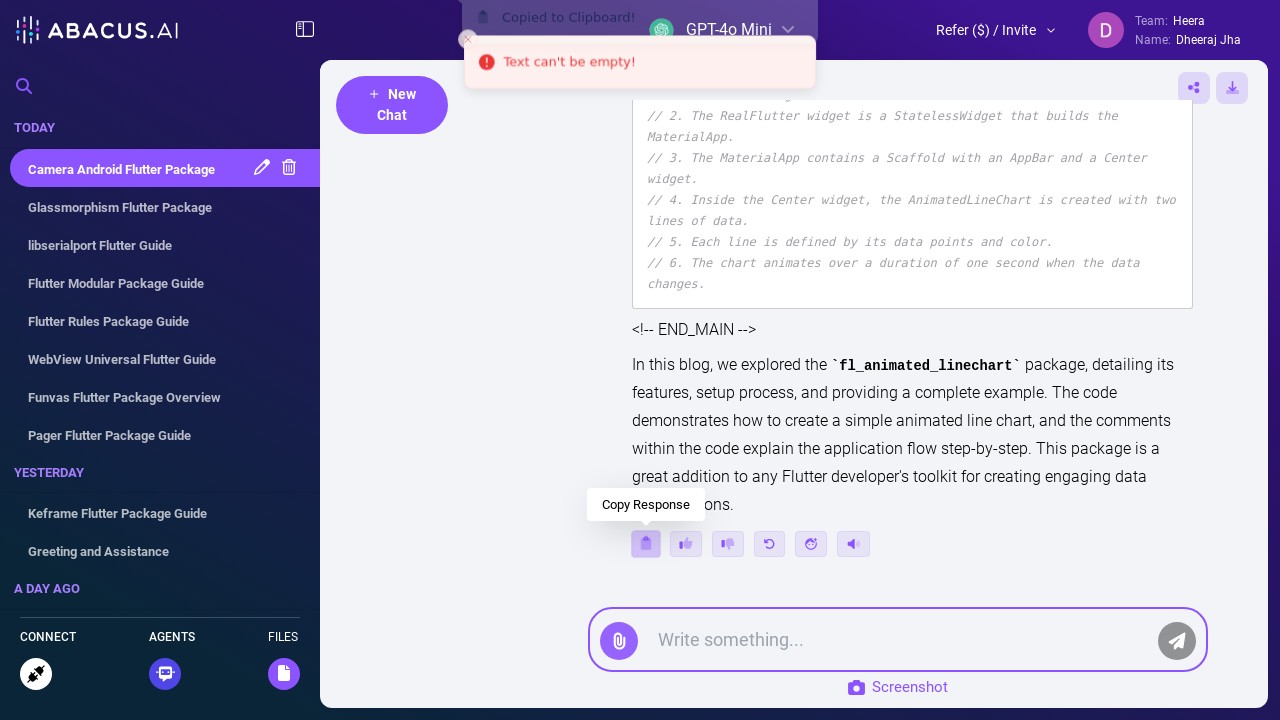 ABACUS.AI
Copied to Clipboard!
GPT-4o Mini
Refer ($) / Invite
D
Team: Heera
Name: Dheeraj Jha
Text can't be empty!
+ New Chat
TODAY
Camera Android Flutter Package
Glassmorphism Flutter Package
libserialport Flutter Guide
Flutter Modular Package Guide
Flutter Rules Package Guide
WebView Universal Flutter Guide
Funvas Flutter Package Overview
Pager Flutter Package Guide
YESTERDAY
Keframe Flutter Package Guide
Greeting and Assistance
A DAY AGO
CONNECT
AGENTS
FILES
// 2. The RealFlutter widget is a StatelessWidget that builds the
MaterialApp.
// 3. The MaterialApp contains a Scaffold with an AppBar and a Center
widget.
// 4. Inside the Center widget, the AnimatedLineChart is created with two
lines of data.
// 5. Each line is defined by its data points and color.
// 6. The chart animates over a duration of one second when the data
changes.
<!-- END_MAIN -->
In this blog, we explored the `fl_animated_linechart` package, detailing its
features, setup process, and providing a complete example. The code
demonstrates how to create a simple animated line chart, and the comments
within the code explain the application flow step-by-step. This package is a
great addition to any Flutter developer's toolkit for creating engaging data
ons.
Copy Response
Write something...
Screenshot